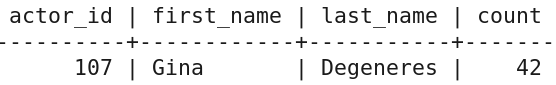 actor_id | first_name | last_name | count
----------+------------+-----------+-------
107 | Gina | Degeneres | 42